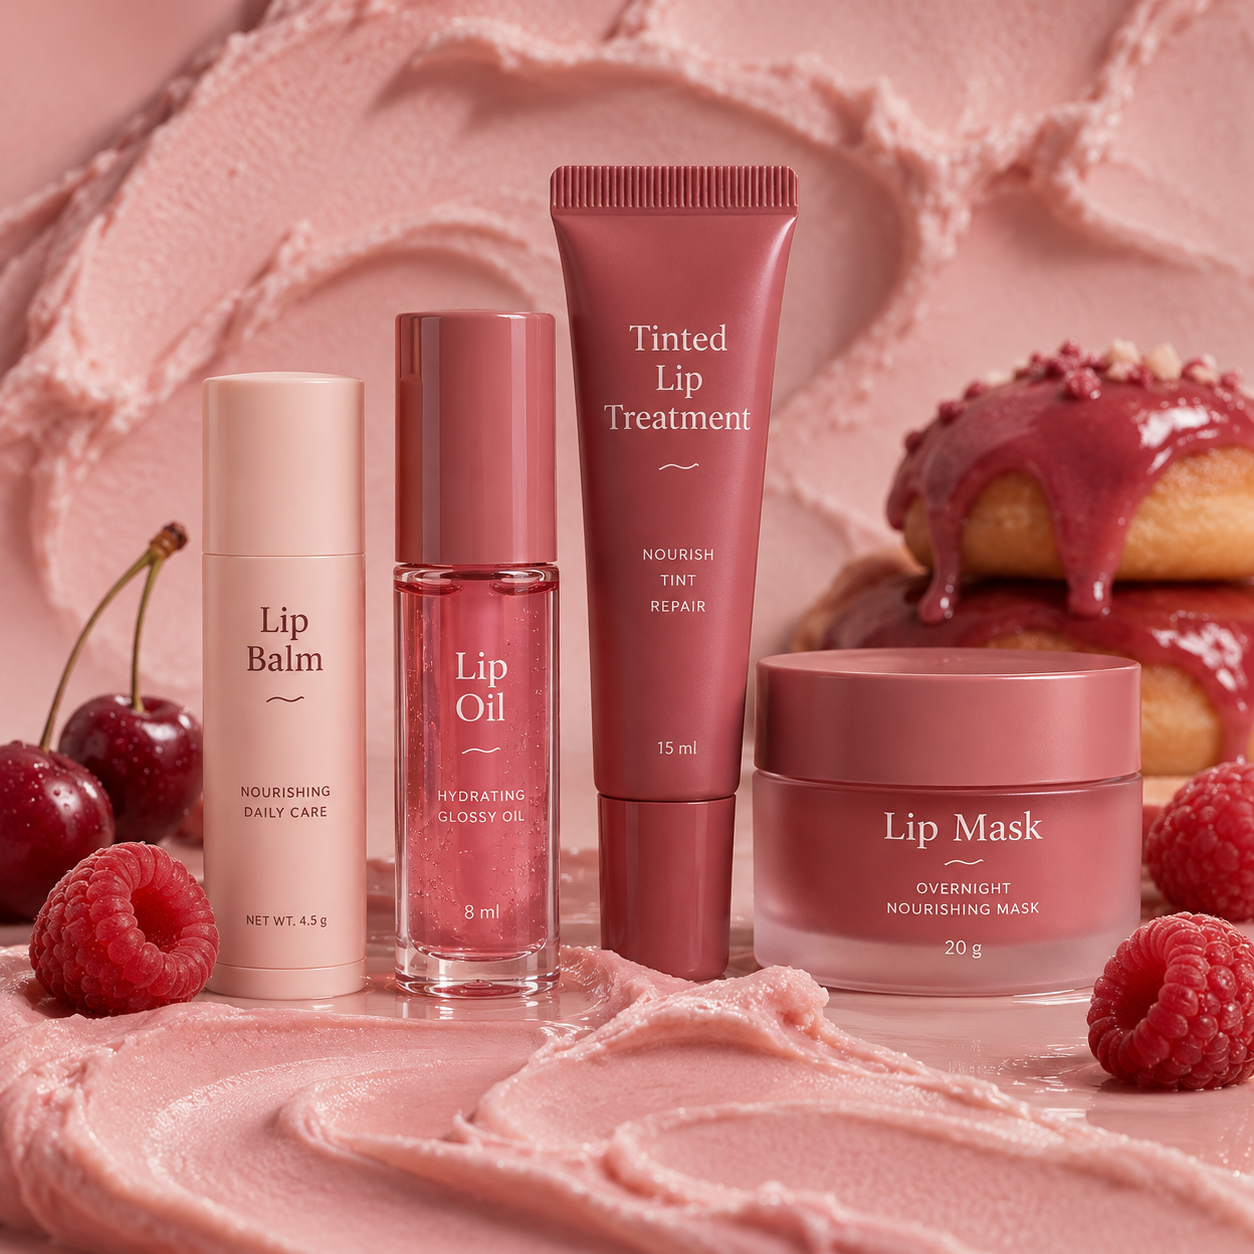 Lip
Balm
NOURISHING
DAILY CARE
NET WT. 4.5 g
Lip
Oil
HYDRATING
GLOSSY OIL
8 ml
Tinted
Lip
Treatment
NOURISH
TINT
REPAIR
15 ml
Lip Mask
OVERNIGHT
NOURISHING MASK
20 g